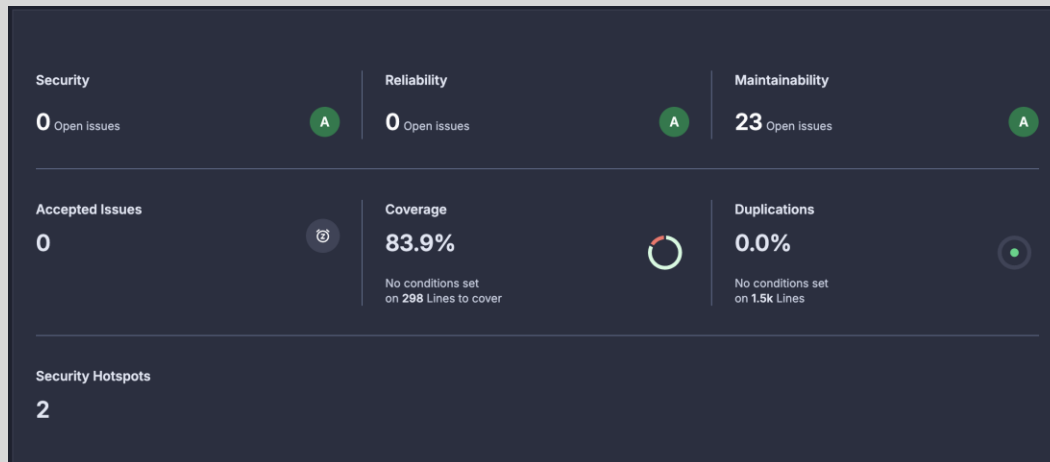 Security
0 Open issues
A
Reliability
0 Open issues
A
Maintainability
23 Open issues
A
Accepted Issues
0
Coverage
83.9%
No conditions set
on 298 Lines to cover
Duplications
0.0%
No conditions set
on 1.5k Lines
Security Hotspots
2